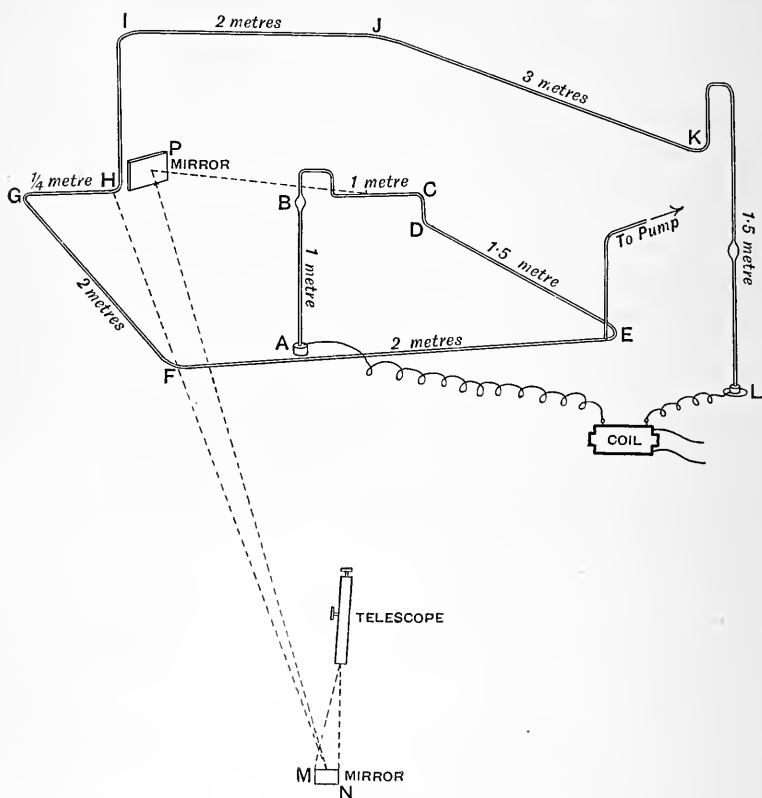 I
2 metres
J
3 metres
K
P
MIRROR
1/4 metre
H
G
B
1 metre
C
D
1·5 metre
To Pump
1·5 metre
1 metre
2 metres
A
2 metres
E
F
L
COIL
TELESCOPE
M
MIRROR
N